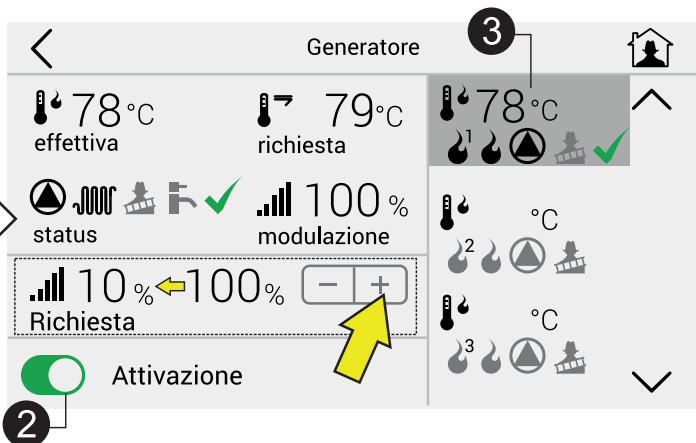 Generatore
3
78°C
effettiva
79°C
richiesta
status
100 %
modulazione
10 % 100%
− +
Richiesta
Attivazione
2
78°C
1
°C
2
°C
3